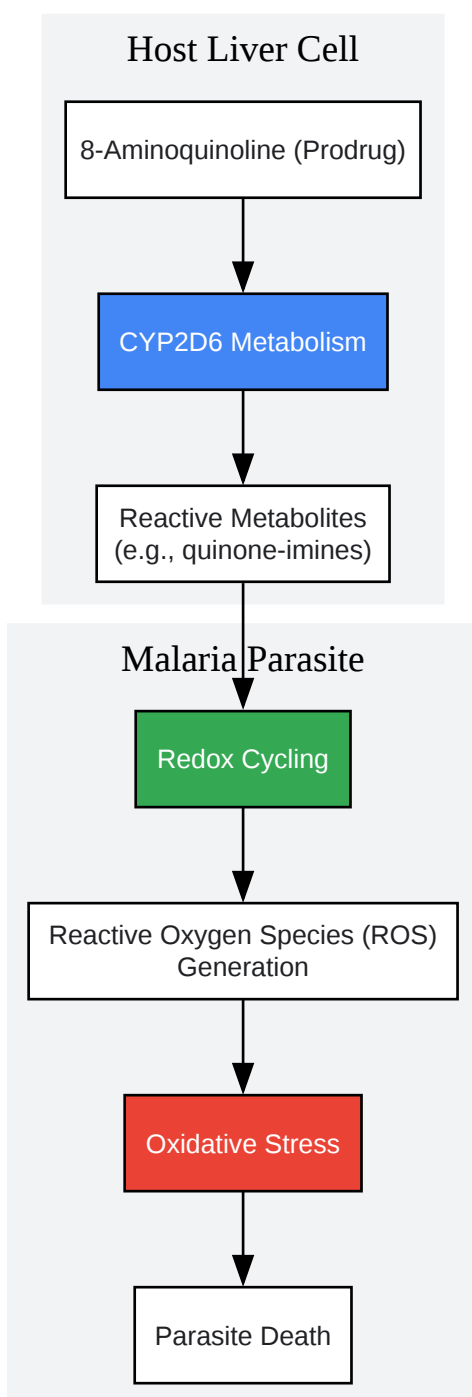 Host Liver Cell
8-Aminoquinoline (Prodrug)
CYP2D6 Metabolism
Reactive Metabolites
(e.g., quinone-imines)
Malaria Parasite
Redox Cycling
Reactive Oxygen Species (ROS)
Generation
Oxidative Stress
Parasite Death